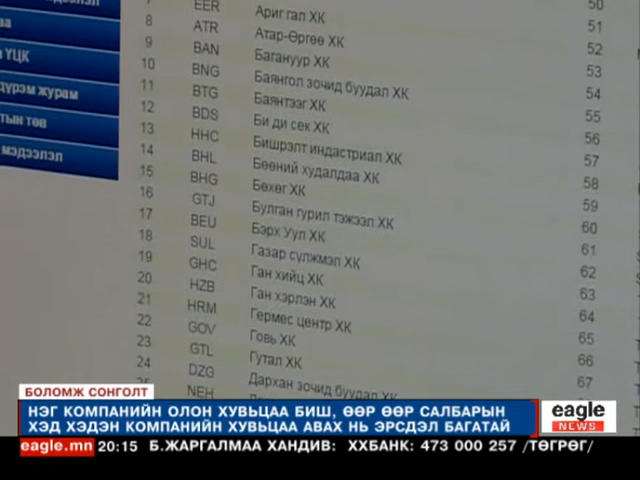 7 EER Ариг гал ХК 50
8 ATR Атар-Өргөө ХК 51
9 BAN Багануур ХК 52
10 BNG Баянгол зочид буудал ХК 53
11 BTG Баянтээг ХК 54
12 BDS Би ди сек ХК 55
13 HHC Бишрэлт индастриал ХК 56
14 BHL Бөөний худалдаа ХК 57
15 BHG Бөхөг ХК 58
16 GTJ Булган гурил тэжээл ХК 59
17 BEU Бэрх Уул ХК 60
18 SUL Газар сүлжмэл ХК 61
19 GHC Ган хийц ХК 62
20 HZB Ган хэрлэн ХК 63
21 HRM Гермес центр ХК 64
22 GOV Говь ХК 65
23 GTL Гутал ХК 66
24 DZG Дархан зочид буудал ХК 67
25 NEH
ҮЦК
дүрэм журам
төв
мэдээлэл
БОЛОМЖ СОНГОЛТ
НЭГ КОМПАНИЙН ОЛОН ХУВЬЦАА БИШ, ӨӨР ӨӨР САЛБАРЫН
ХЭД ХЭДЭН КОМПАНИЙН ХУВЬЦАА АВАХ НЬ ЭРСДЭЛ БАГАТАЙ
eagle
NEWS
eagle.mn 20:15 Б.ЖАРГАЛМАА ХАНДИВ: ХХБАНК: 473 000 257 /ТӨГРӨГ/